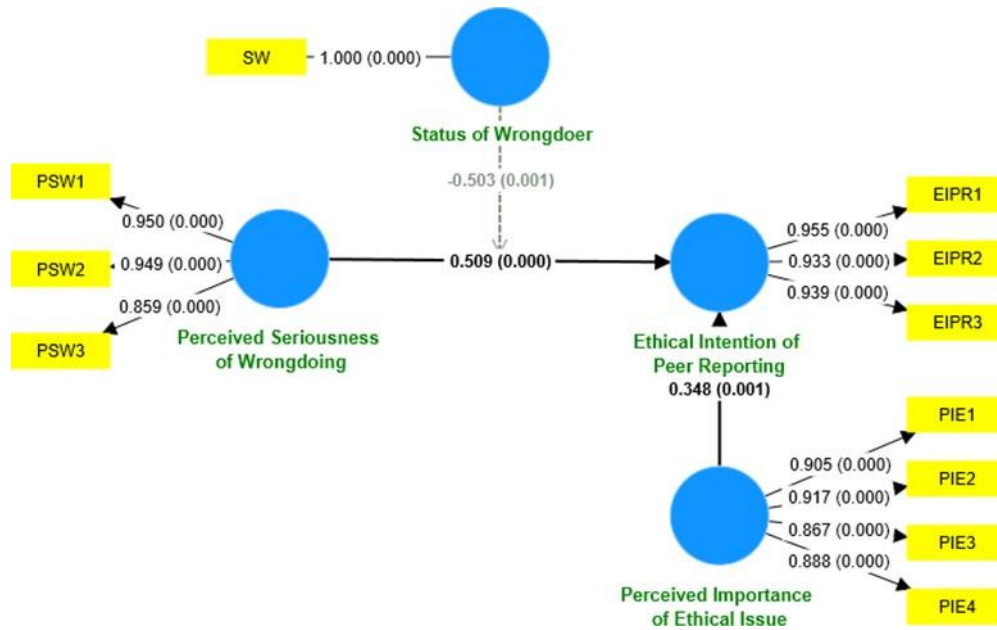 SW
1.000 (0.000)
Status of Wrongdoer
-0.503 (0.001)
PSW1
PSW2
PSW3
0.950 (0.000)
0.949 (0.000)
0.859 (0.000)
Perceived Seriousness
of Wrongdoing
0.509 (0.000)
EIPR1
EIPR2
EIPR3
0.955 (0.000)
0.933 (0.000)
0.939 (0.000)
Ethical Intention of
Peer Reporting
0.348 (0.001)
PIE1
PIE2
PIE3
PIE4
0.905 (0.000)
0.917 (0.000)
0.867 (0.000)
0.888 (0.000)
Perceived Importance
of Ethical Issue